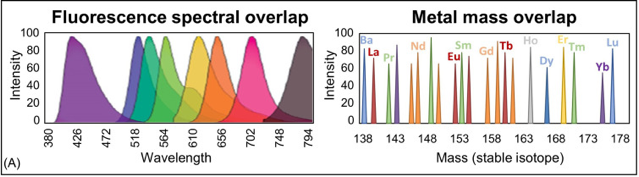 Fluorescence spectral overlap
Intensity
100
80
60
40
20
0
380 426 472 518 564 610 656 702 748 794
Wavelength
(A)
Metal mass overlap
Intensity
100
80
60
40
20
0
Ba La Pr Nd Eu Sm Gd Tb Ho Dy Er Tm Yb Lu
138 143 148 153 158 163 168 173 178
Mass (stable isotope)